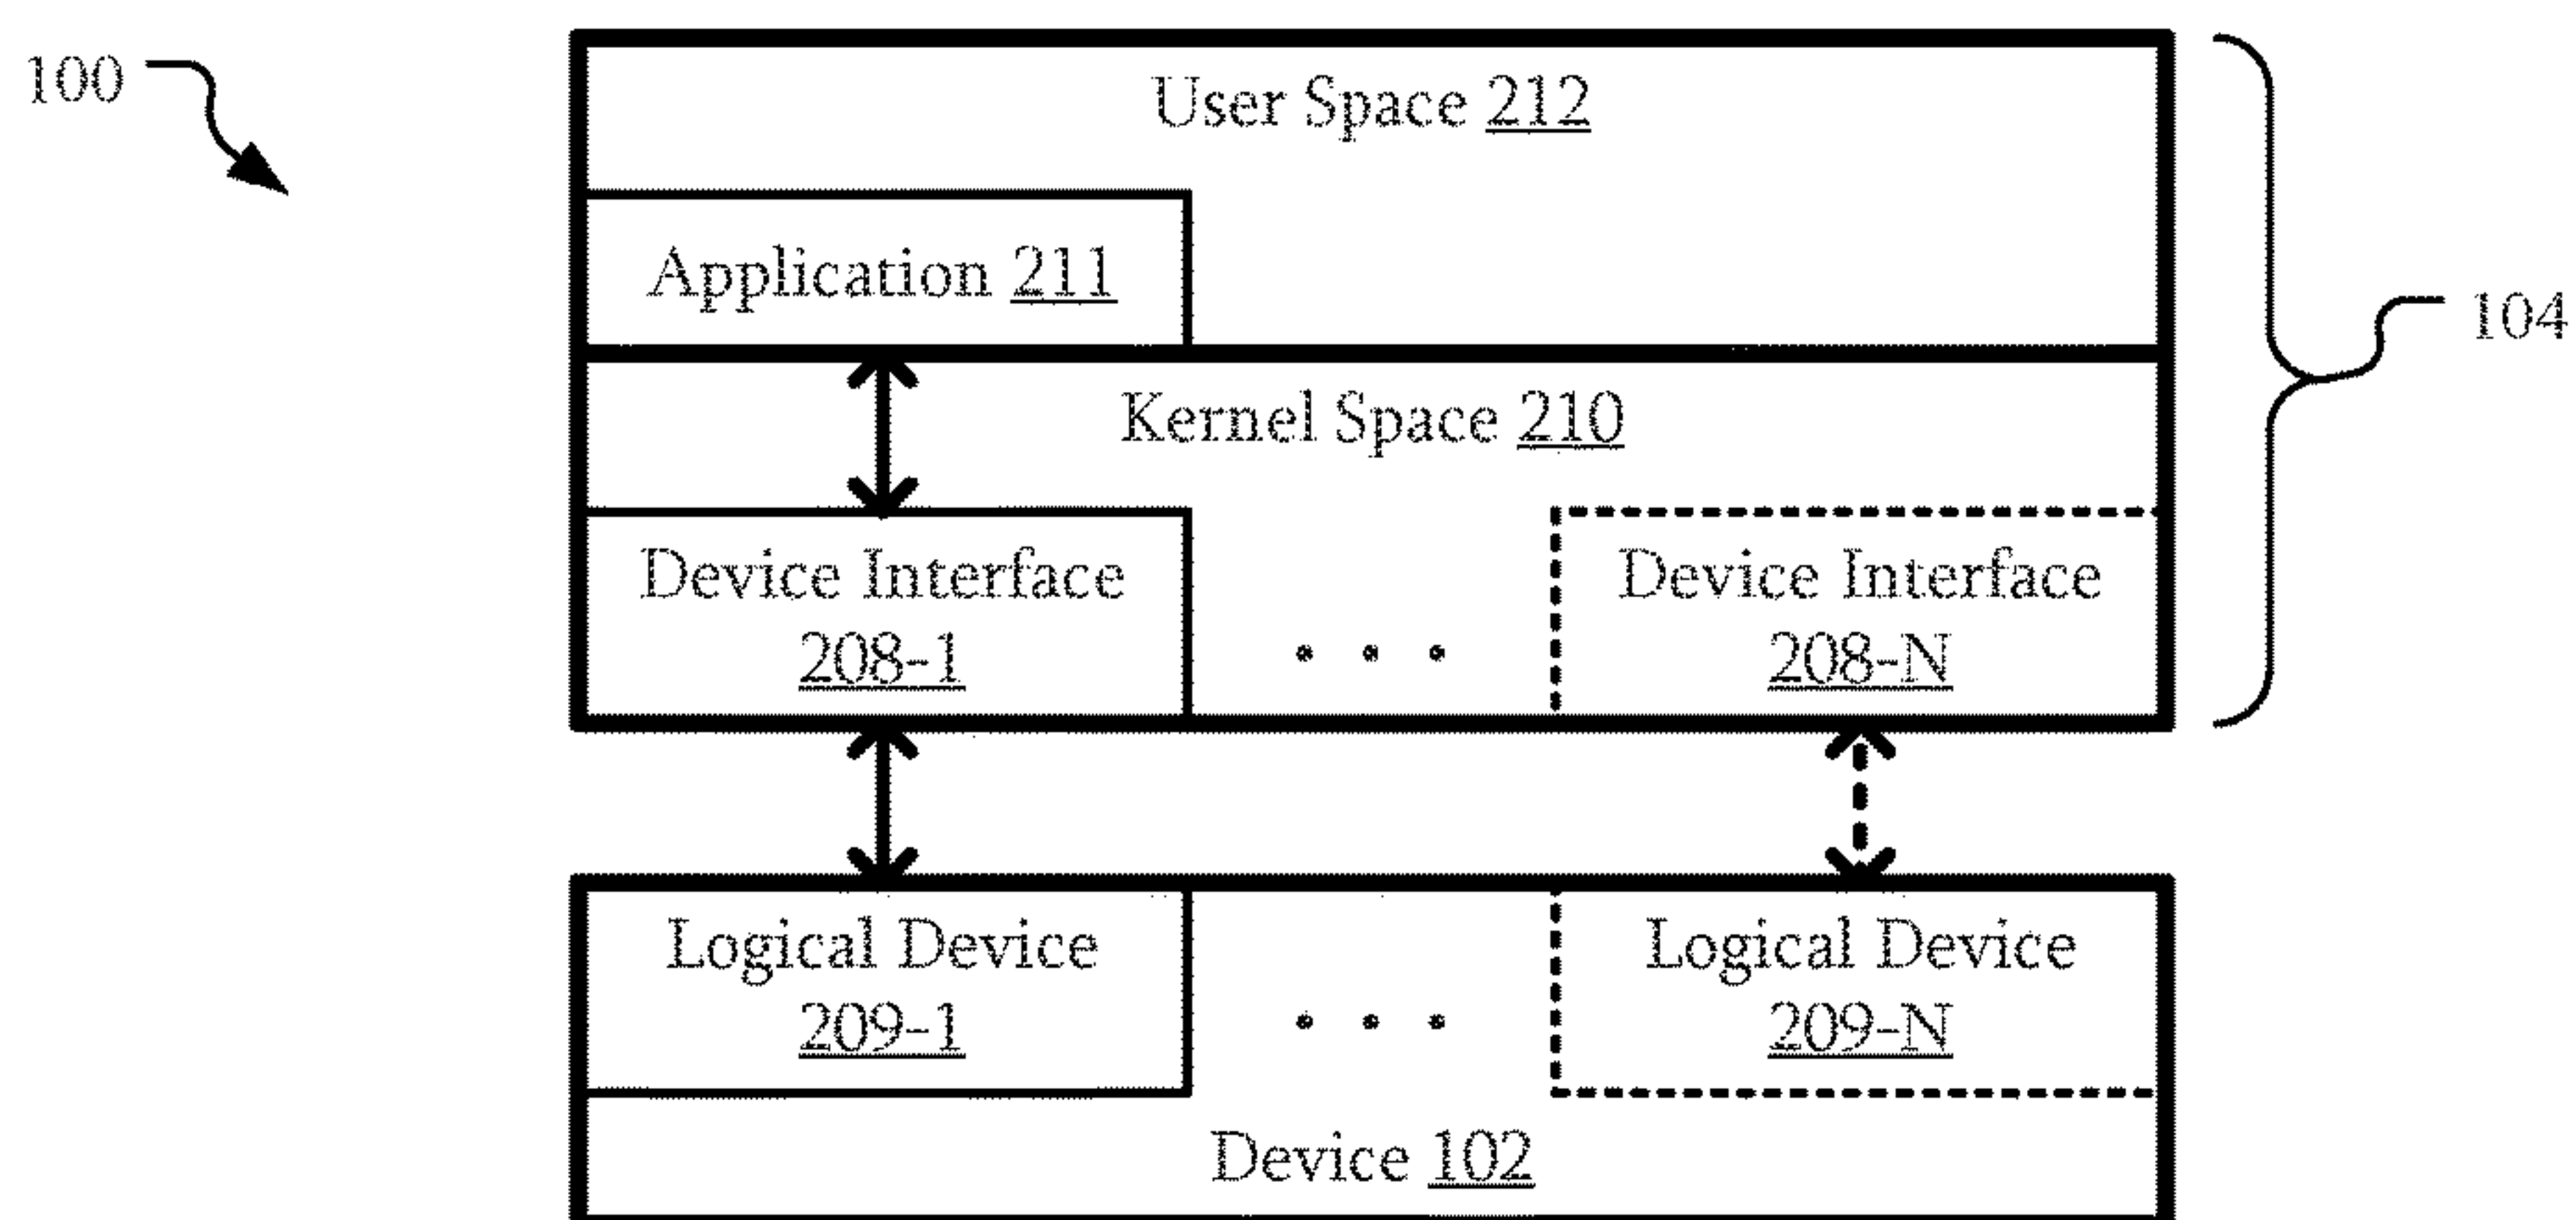 100
User Space 212
Application 211
104
Kernel Space 210
Device Interface
208-1
. . .
Device Interface
208-N
Logical Device
209-1
. . .
Logical Device
209-N
Device 102